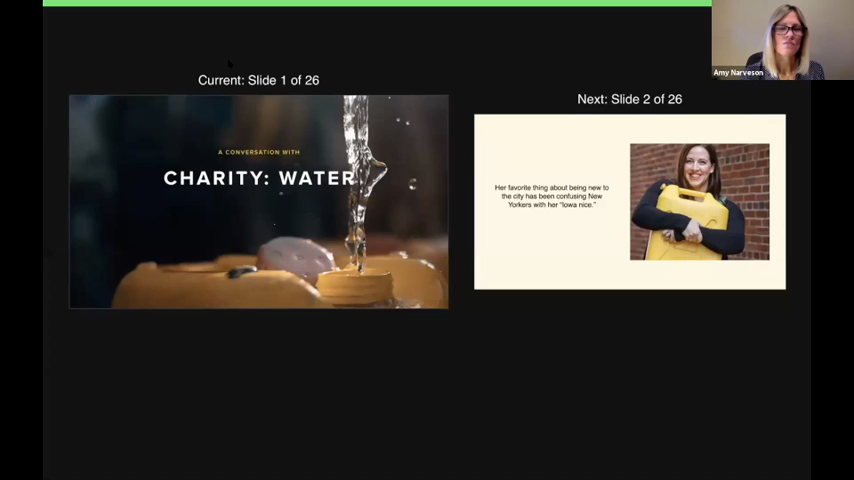 Current: Slide 1 of 26
A CONVERSATION WITH
CHARITY: WATER
Next: Slide 2 of 26
Her favorite thing about being new to
the city has been confusing New
Yorkers with her “Iowa nice.”
Amy Narveson